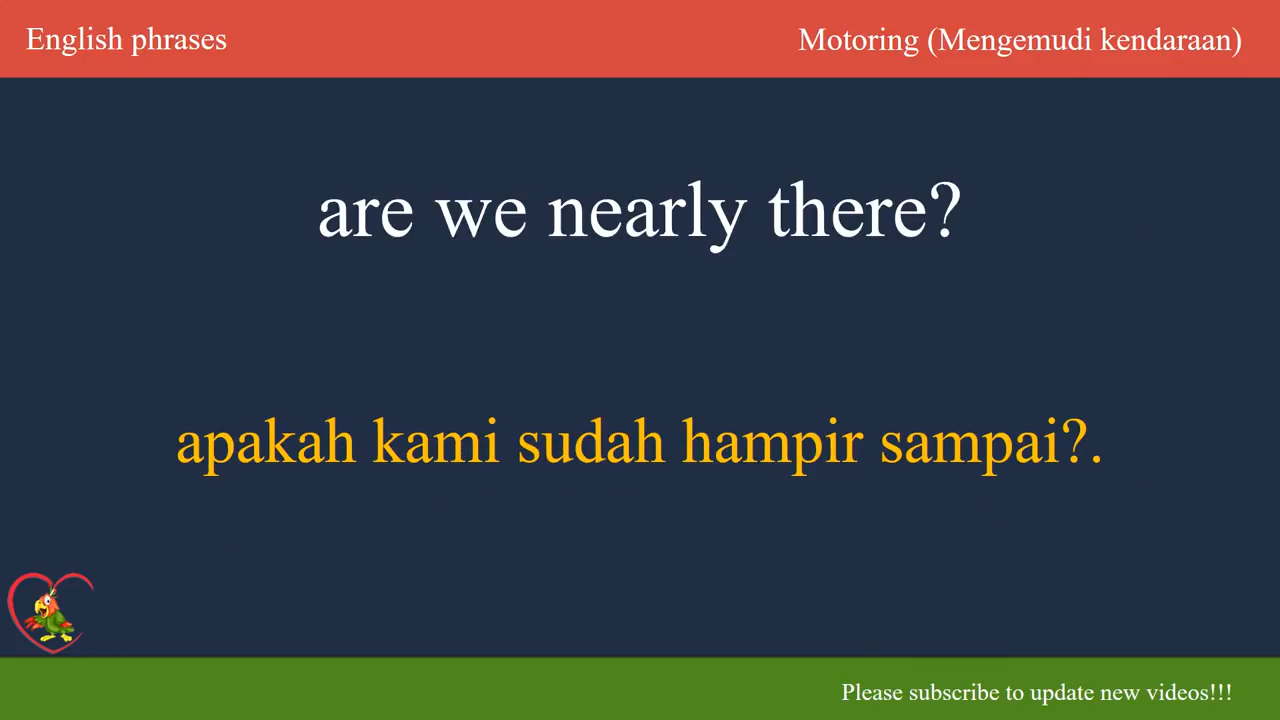 English phrases
Motoring (Mengemudi kendaraan)
are we nearly there?
apakah kami sudah hampir sampai?.
Please subscribe to update new videos!!!